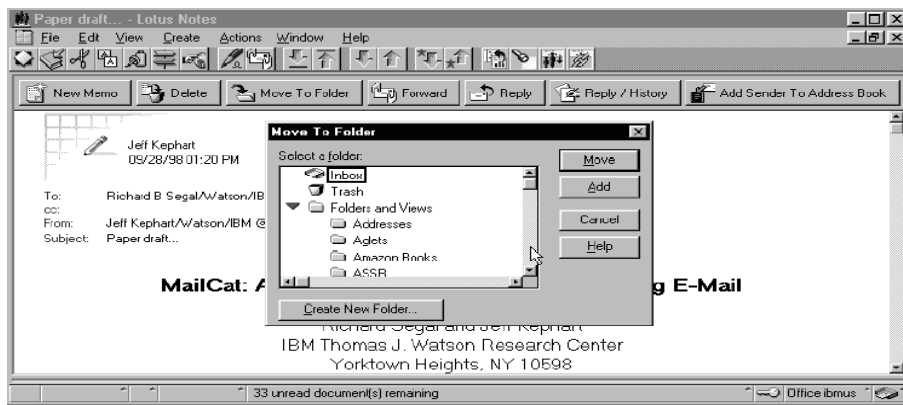 Paper draft... - Lotus Notes
File Edit View Create Actions Window Help
New Memo Delete Move To Folder Forward Reply Reply / History Add Sender To Address Book
Jeff Kephart
09/28/98 01:20 PM
To: Richard B Segal/Watson/IB
cc:
From: Jeff Kephart/Watson/IBM @
Subject: Paper draft...
Move To Folder
Select a folder:
Inbox
Trash
Folders and Views
Addresses
Aglets
Amazon Books
ASSB
Move
Add
Cancel
Help
Create New Folder...
MailCat: A g E-Mail
Richard Segal and Jeff Kephart
IBM Thomas J. Watson Research Center
Yorktown Heights, NY 10598
33 unread document(s) remaining
Office ibmus